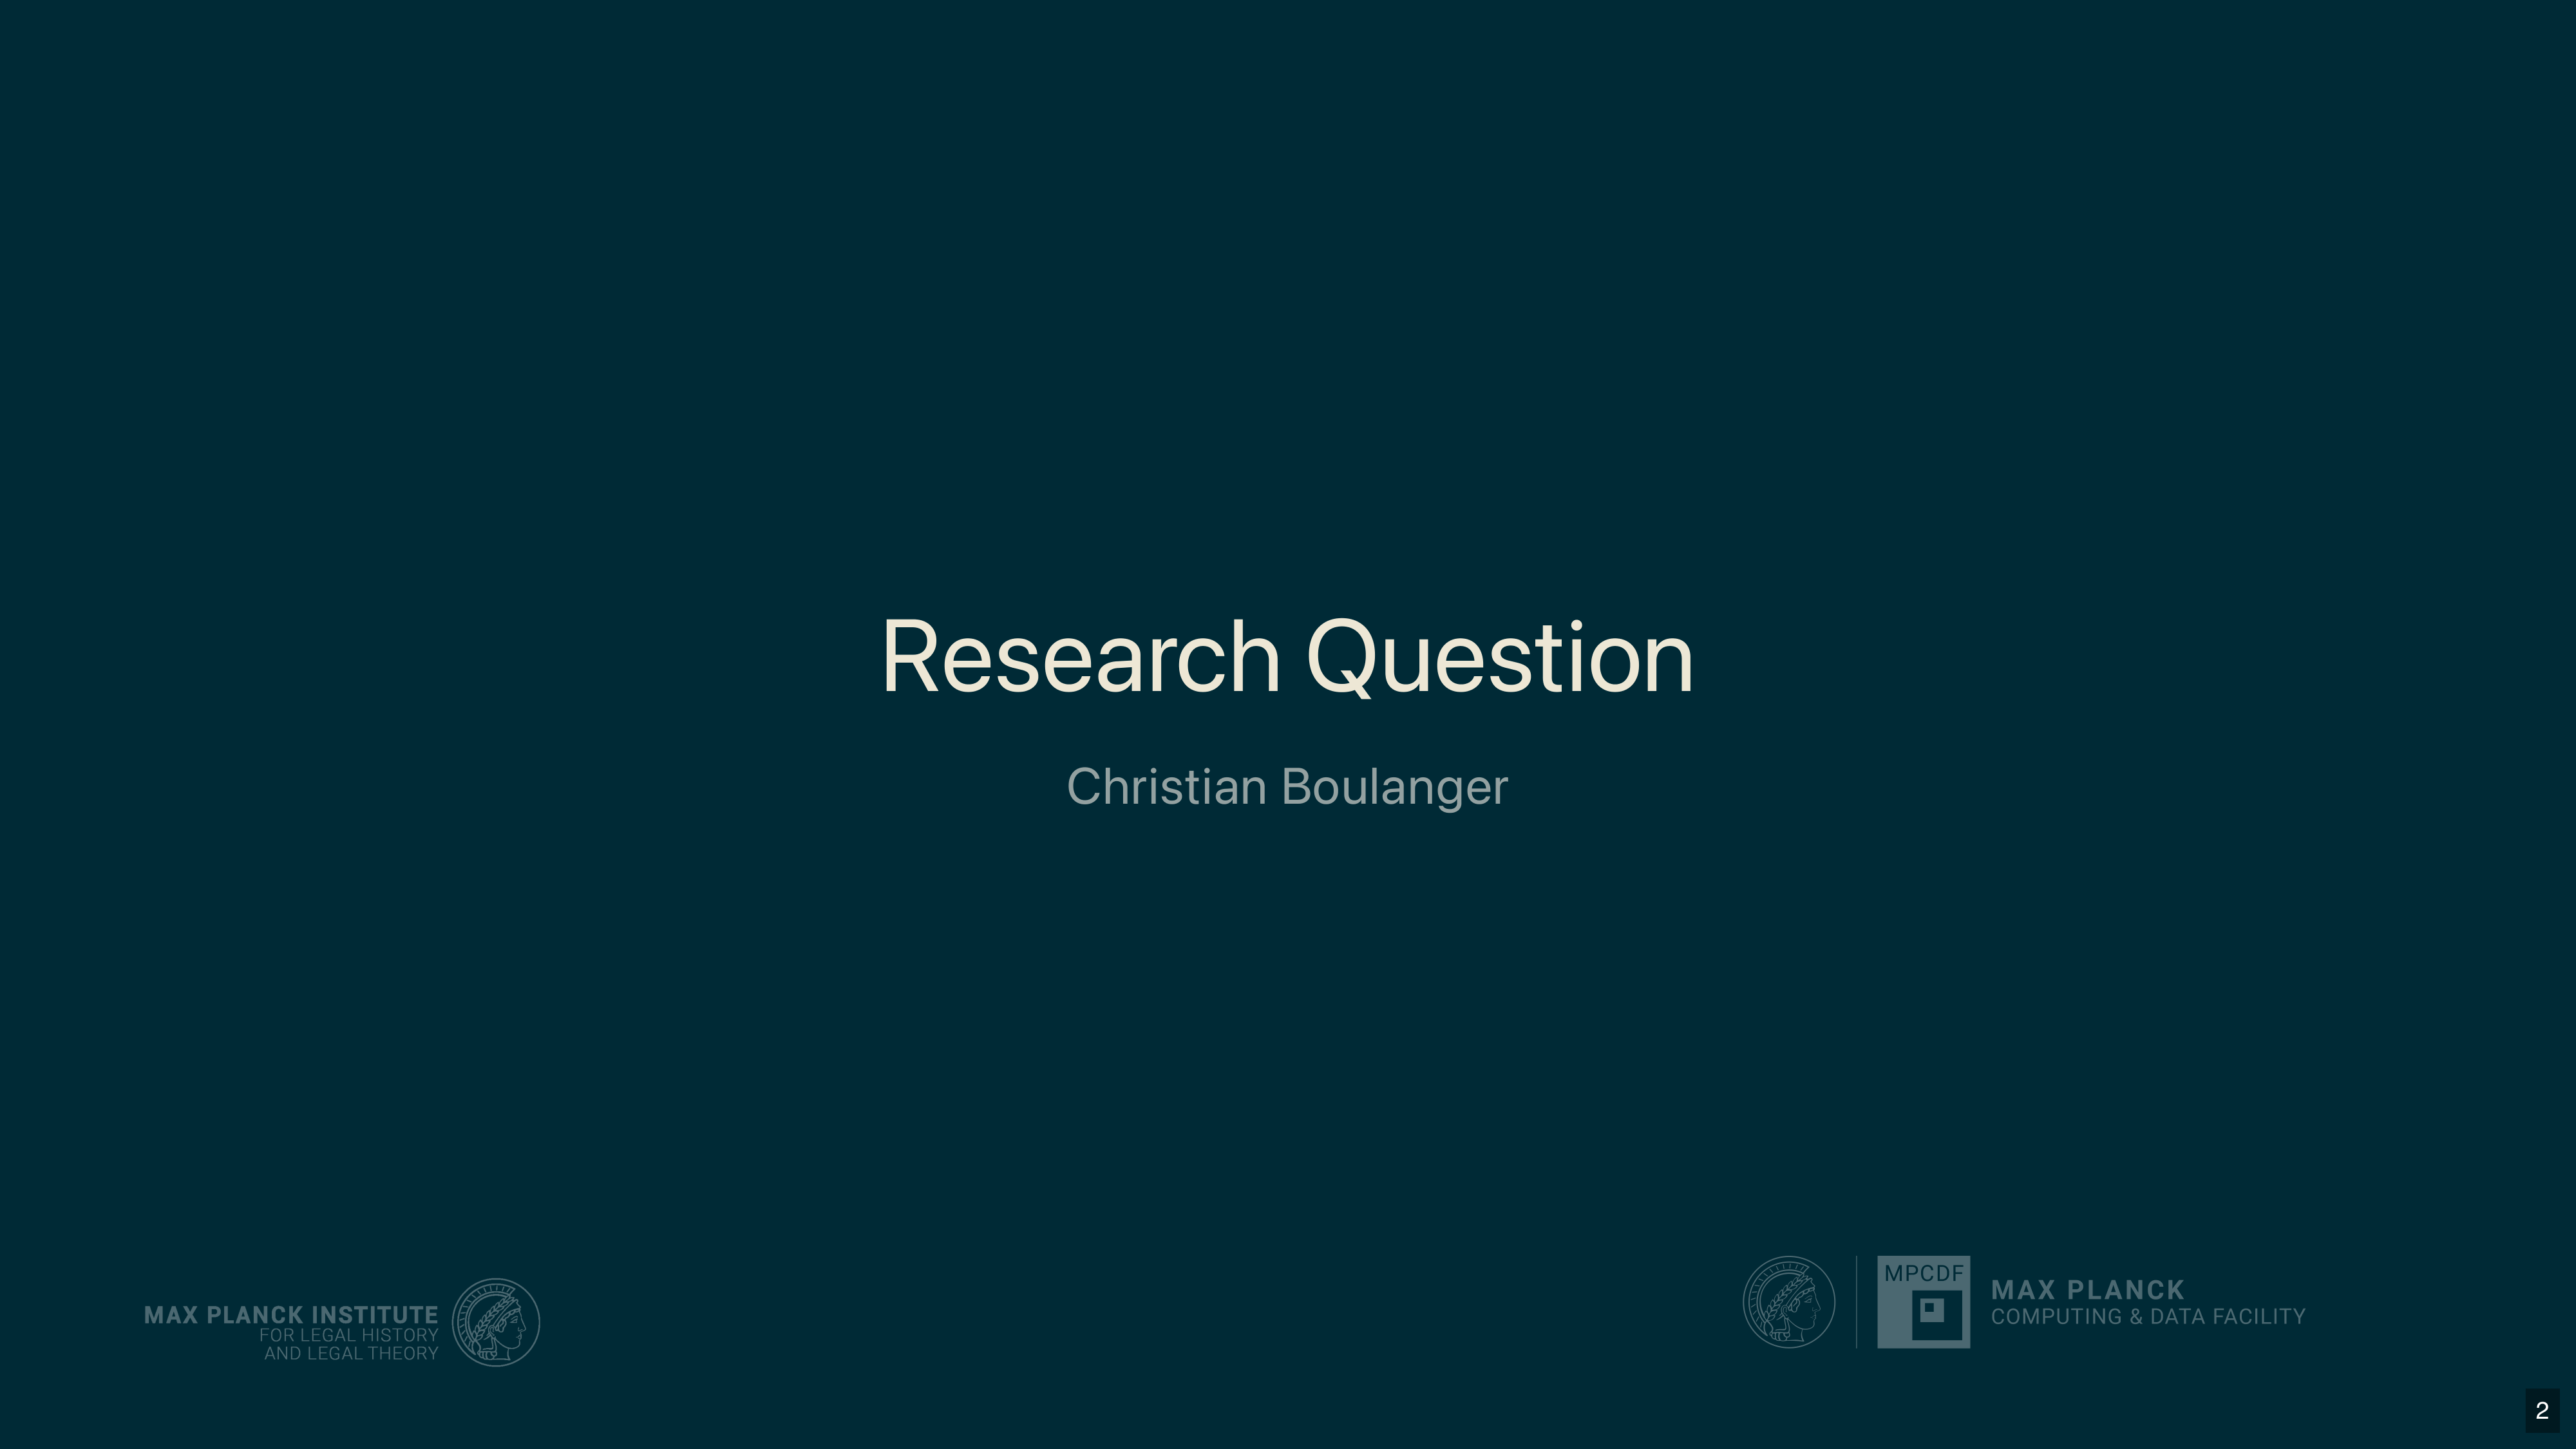 Research Question
Christian Boulanger
MAX PLANCK INSTITUTE
FOR LEGAL HISTORY
AND LEGAL THEORY
MPCDF
MAX PLANCK
COMPUTING & DATA FACILITY
2